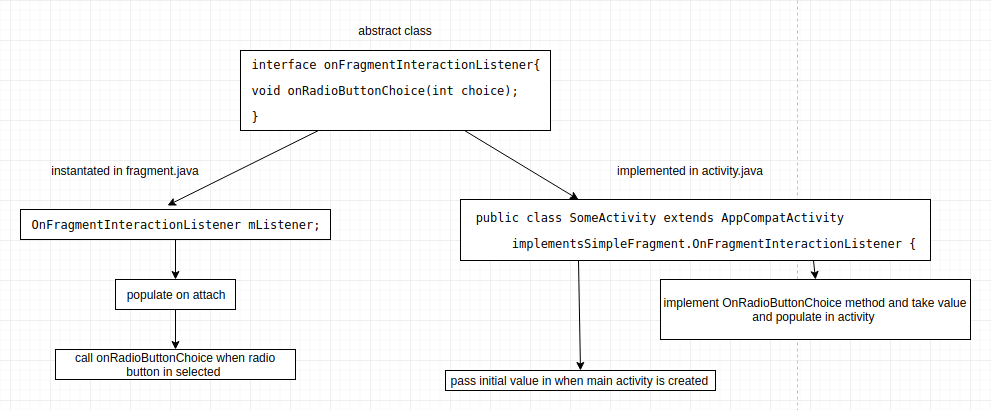 abstract class
interface onFragmentInteractionListener{
void onRadioButtonChoice(int choice);
}
instantated in fragment.java
implemented in activity.java
OnFragmentInteractionListener mListener;
public class SomeActivity extends AppCompatActivity
implementsSimpleFragment.OnFragmentInteractionListener {
populate on attach
implement OnRadioButtonChoice method and take value
and populate in activity
call onRadioButtonChoice when radio
button in selected
pass initial value in when main activity is created